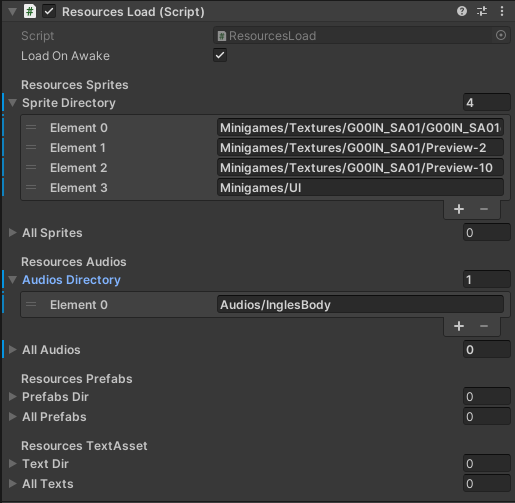 Resources Load (Script)
Script ResourcesLoad
Load On Awake
Resources Sprites
Sprite Directory 4
Element 0 Minigames/Textures/G00IN_SA01/G00IN_SA01
Element 1 Minigames/Textures/G00IN_SA01/Preview-2
Element 2 Minigames/Textures/G00IN_SA01/Preview-10
Element 3 Minigames/UI
+ −
All Sprites 0
Resources Audios
Audios Directory 1
Element 0 Audios/InglesBody
+ −
All Audios 0
Resources Prefabs
Prefabs Dir 0
All Prefabs 0
Resources TextAsset
Text Dir 0
All Texts 0